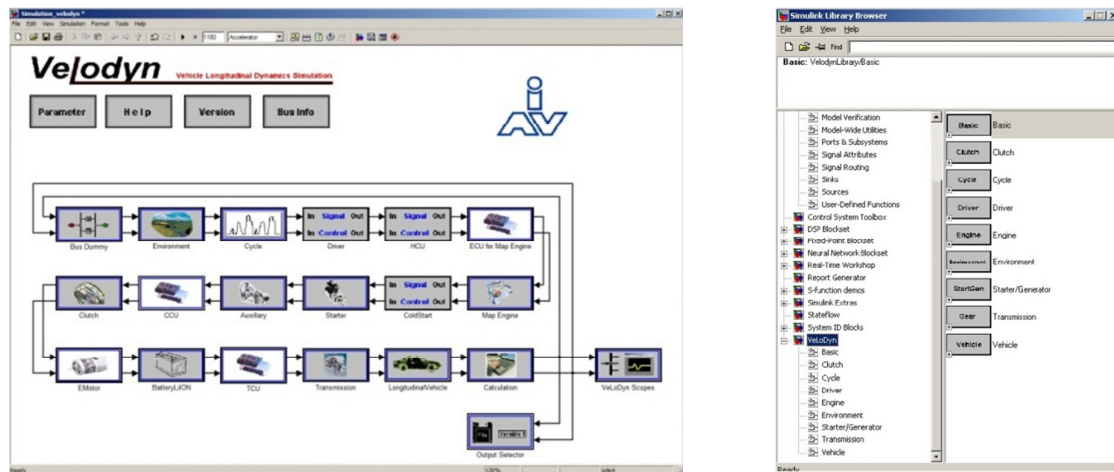 Simulation_velodyn *
File Edit View Simulation Format Tools Help
1180 Accelerator
Velodyn Vehicle Longitudinal Dynamics Simulation
Parameter Help Version Bus Info
iav
Bus Dummy Environment Cycle Driver HCU ECU for Map Engine
In Signal Out In Signal Out
In Control Out In Control Out
Clutch CCU Auxiliary Starter ColdStart Map Engine
In Signal Out
In Control Out
EMotor BatteryLiION TCU Transmission LongitudinalVehicle Calculation VeLoDyn Scopes
File
Output Selector
Ready
Simulink Library Browser
File Edit View Help
Find
Basic: VelodynLibrary/Basic
Model Verification
Model-Wide Utilities
Ports & Subsystems
Signal Attributes
Signal Routing
Sinks
Sources
User-Defined Functions
Control System Toolbox
DSP Blockset
Fixed-Point Blockset
Neural Network Blockset
Real-Time Workshop
Report Generator
S-function demos
Simulink Extras
Stateflow
System ID Blocks
VeLoDyn
Basic
Clutch
Cycle
Driver
Engine
Environment
Starter/Generator
Transmission
Vehicle
Basic Basic
Clutch Clutch
Cycle Cycle
Driver Driver
Engine Engine
Environment Environment
StartGen Starter/Generator
Gear Transmission
Vehicle Vehicle
Ready